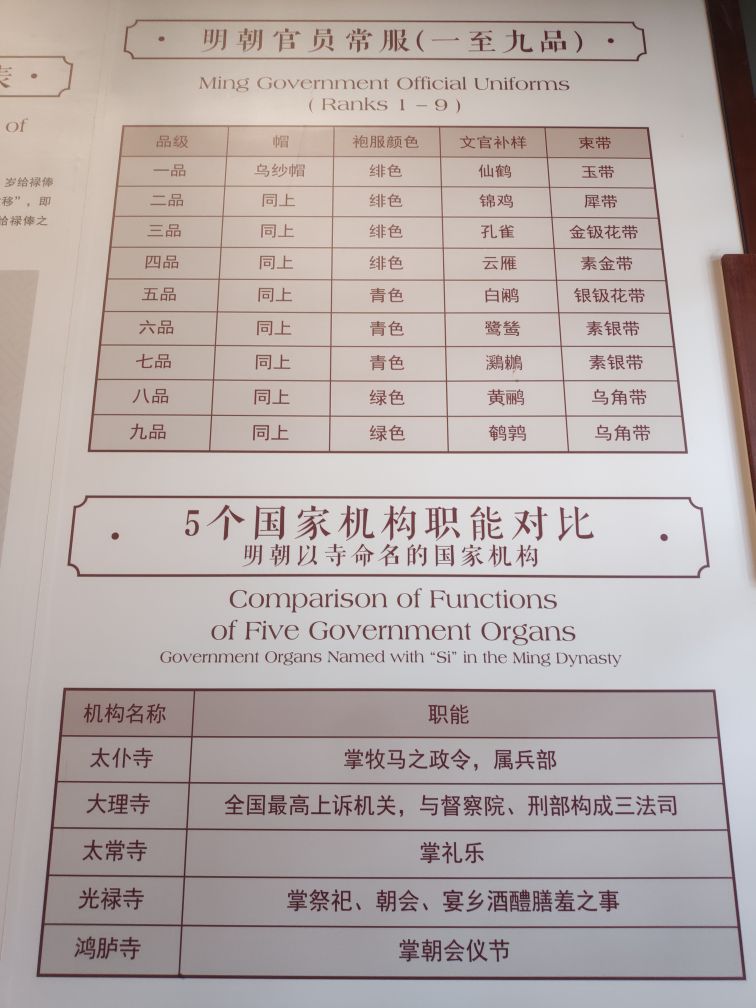 表
of
岁给禄俸
移”，即
给禄俸之
明朝官员常服(一至九品)
Ming Government Official Uniforms
( Ranks 1 – 9 )
品级 帽 袍服颜色 文官补样 束带
一品 乌纱帽 绯色 仙鹤 玉带
二品 同上 绯色 锦鸡 犀带
三品 同上 绯色 孔雀 金钑花带
四品 同上 绯色 云雁 素金带
五品 同上 青色 白鹇 银钑花带
六品 同上 青色 鹭鸶 素银带
七品 同上 青色 素银带
八品 同上 绿色 黄鹂 乌角带
九品 同上 绿色 鹌鹑 乌角带
5个国家机构职能对比
明朝以寺命名的国家机构
Comparison of Functions
of Five Government Organs
Government Organs Named with “Si” in the Ming Dynasty
机构名称 职能
太仆寺 掌牧马之政令，属兵部
大理寺 全国最高上诉机关，与督察院、刑部构成三法司
太常寺 掌礼乐
光禄寺 掌祭祀、朝会、宴乡酒醴膳羞之事
鸿胪寺 掌朝会仪节